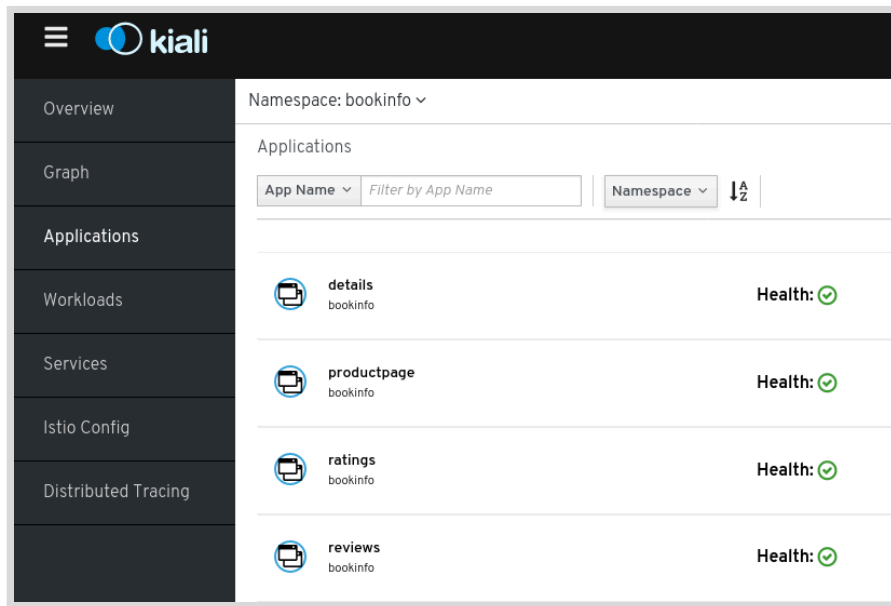 kiali
Overview
Graph
Applications
Workloads
Services
Istio Config
Distributed Tracing
Namespace: bookinfo
Applications
App Name
Filter by App Name
Namespace
A
Z
details
bookinfo
Health:
productpage
bookinfo
Health:
ratings
bookinfo
Health:
reviews
bookinfo
Health: